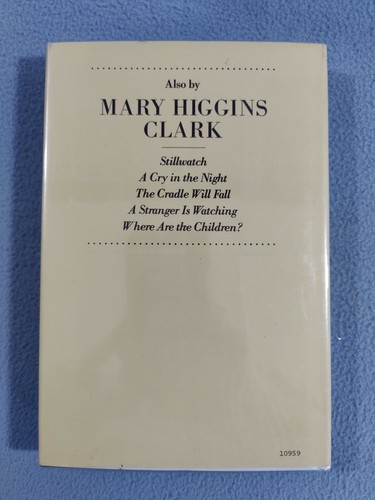 Also by
MARY HIGGINS
CLARK
Stillwatch
A Cry in the Night
The Cradle Will Fall
A Stranger Is Watching
Where Are the Children?
10959